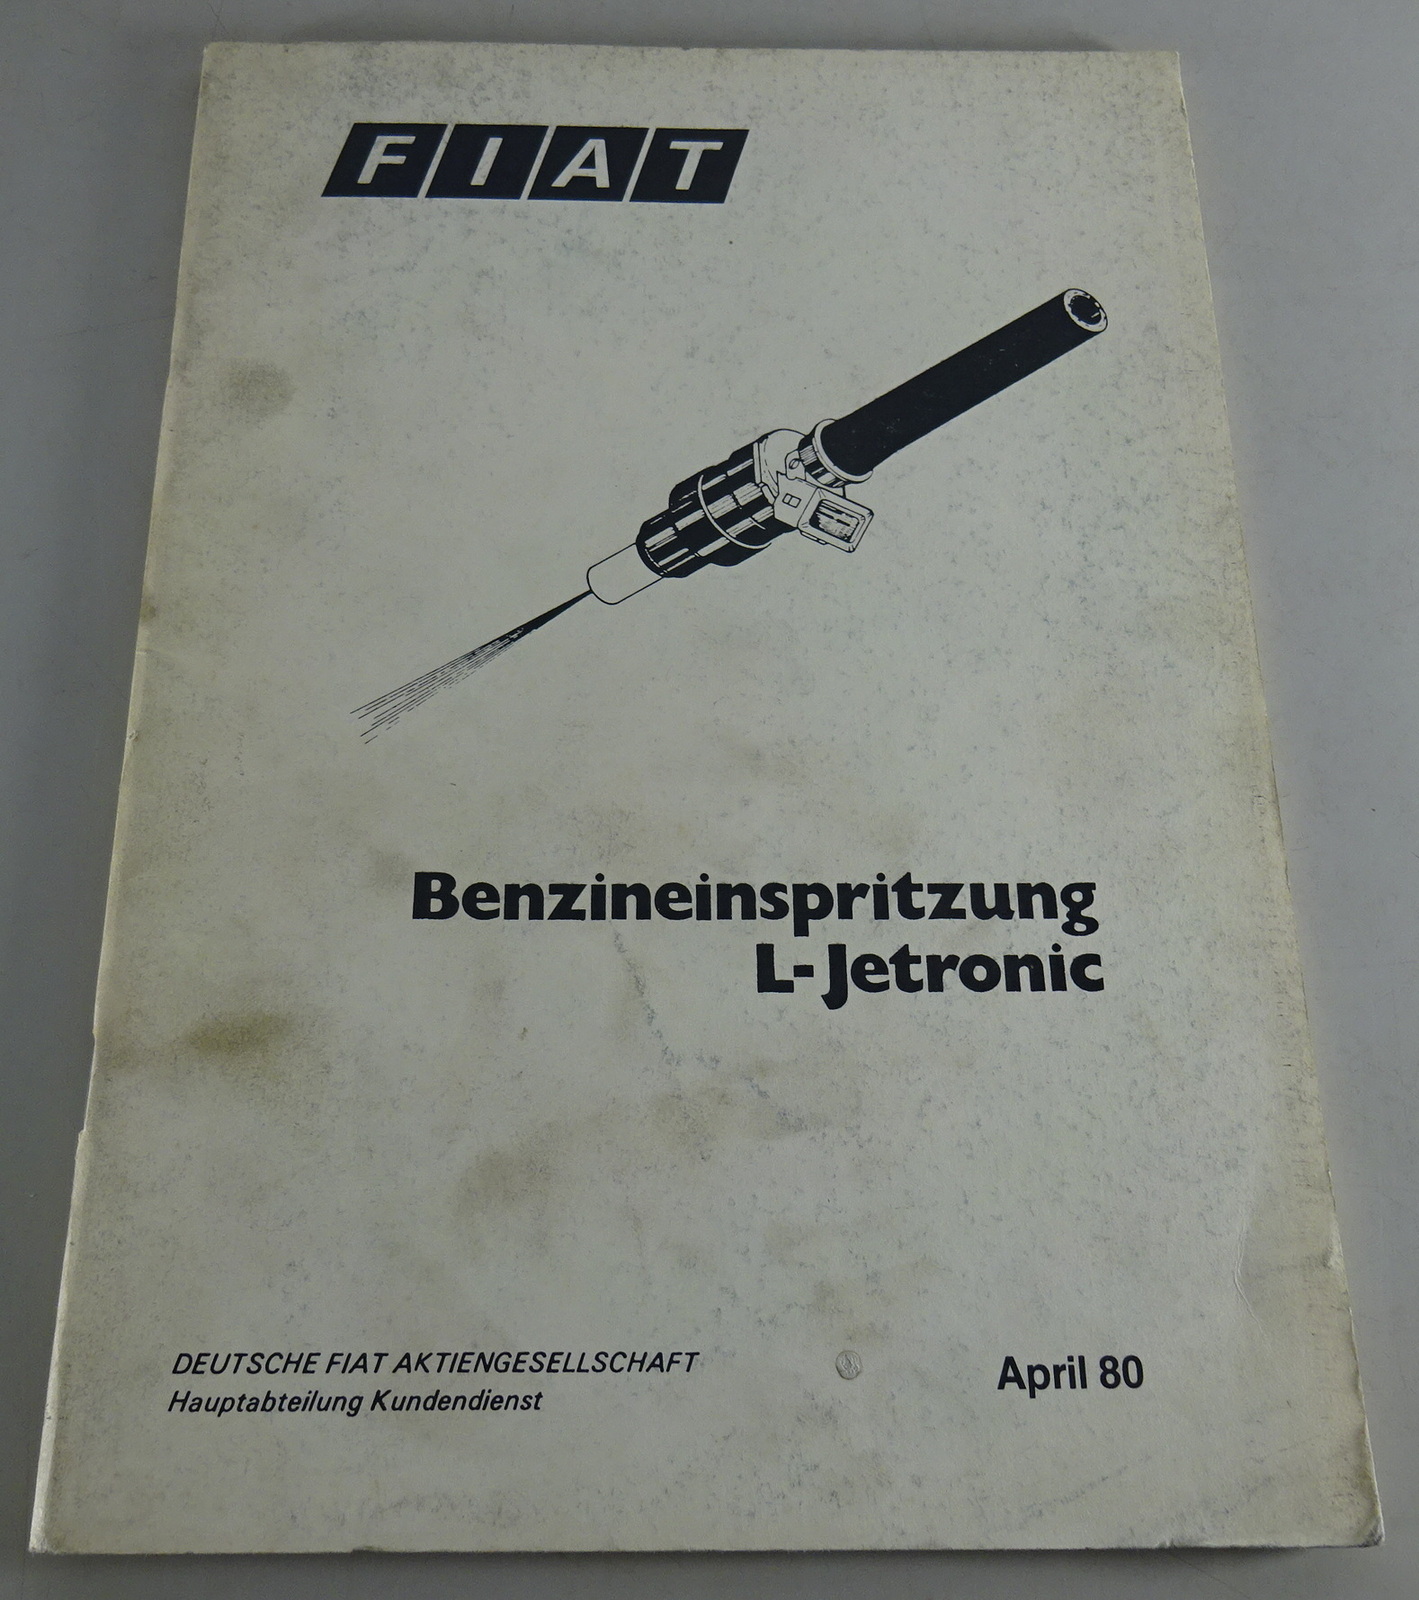 FIAT
Benzineinspritzung
L-Jetronic
DEUTSCHE FIAT AKTIENGESELLSCHAFT
Hauptabteilung Kundendienst
April 80